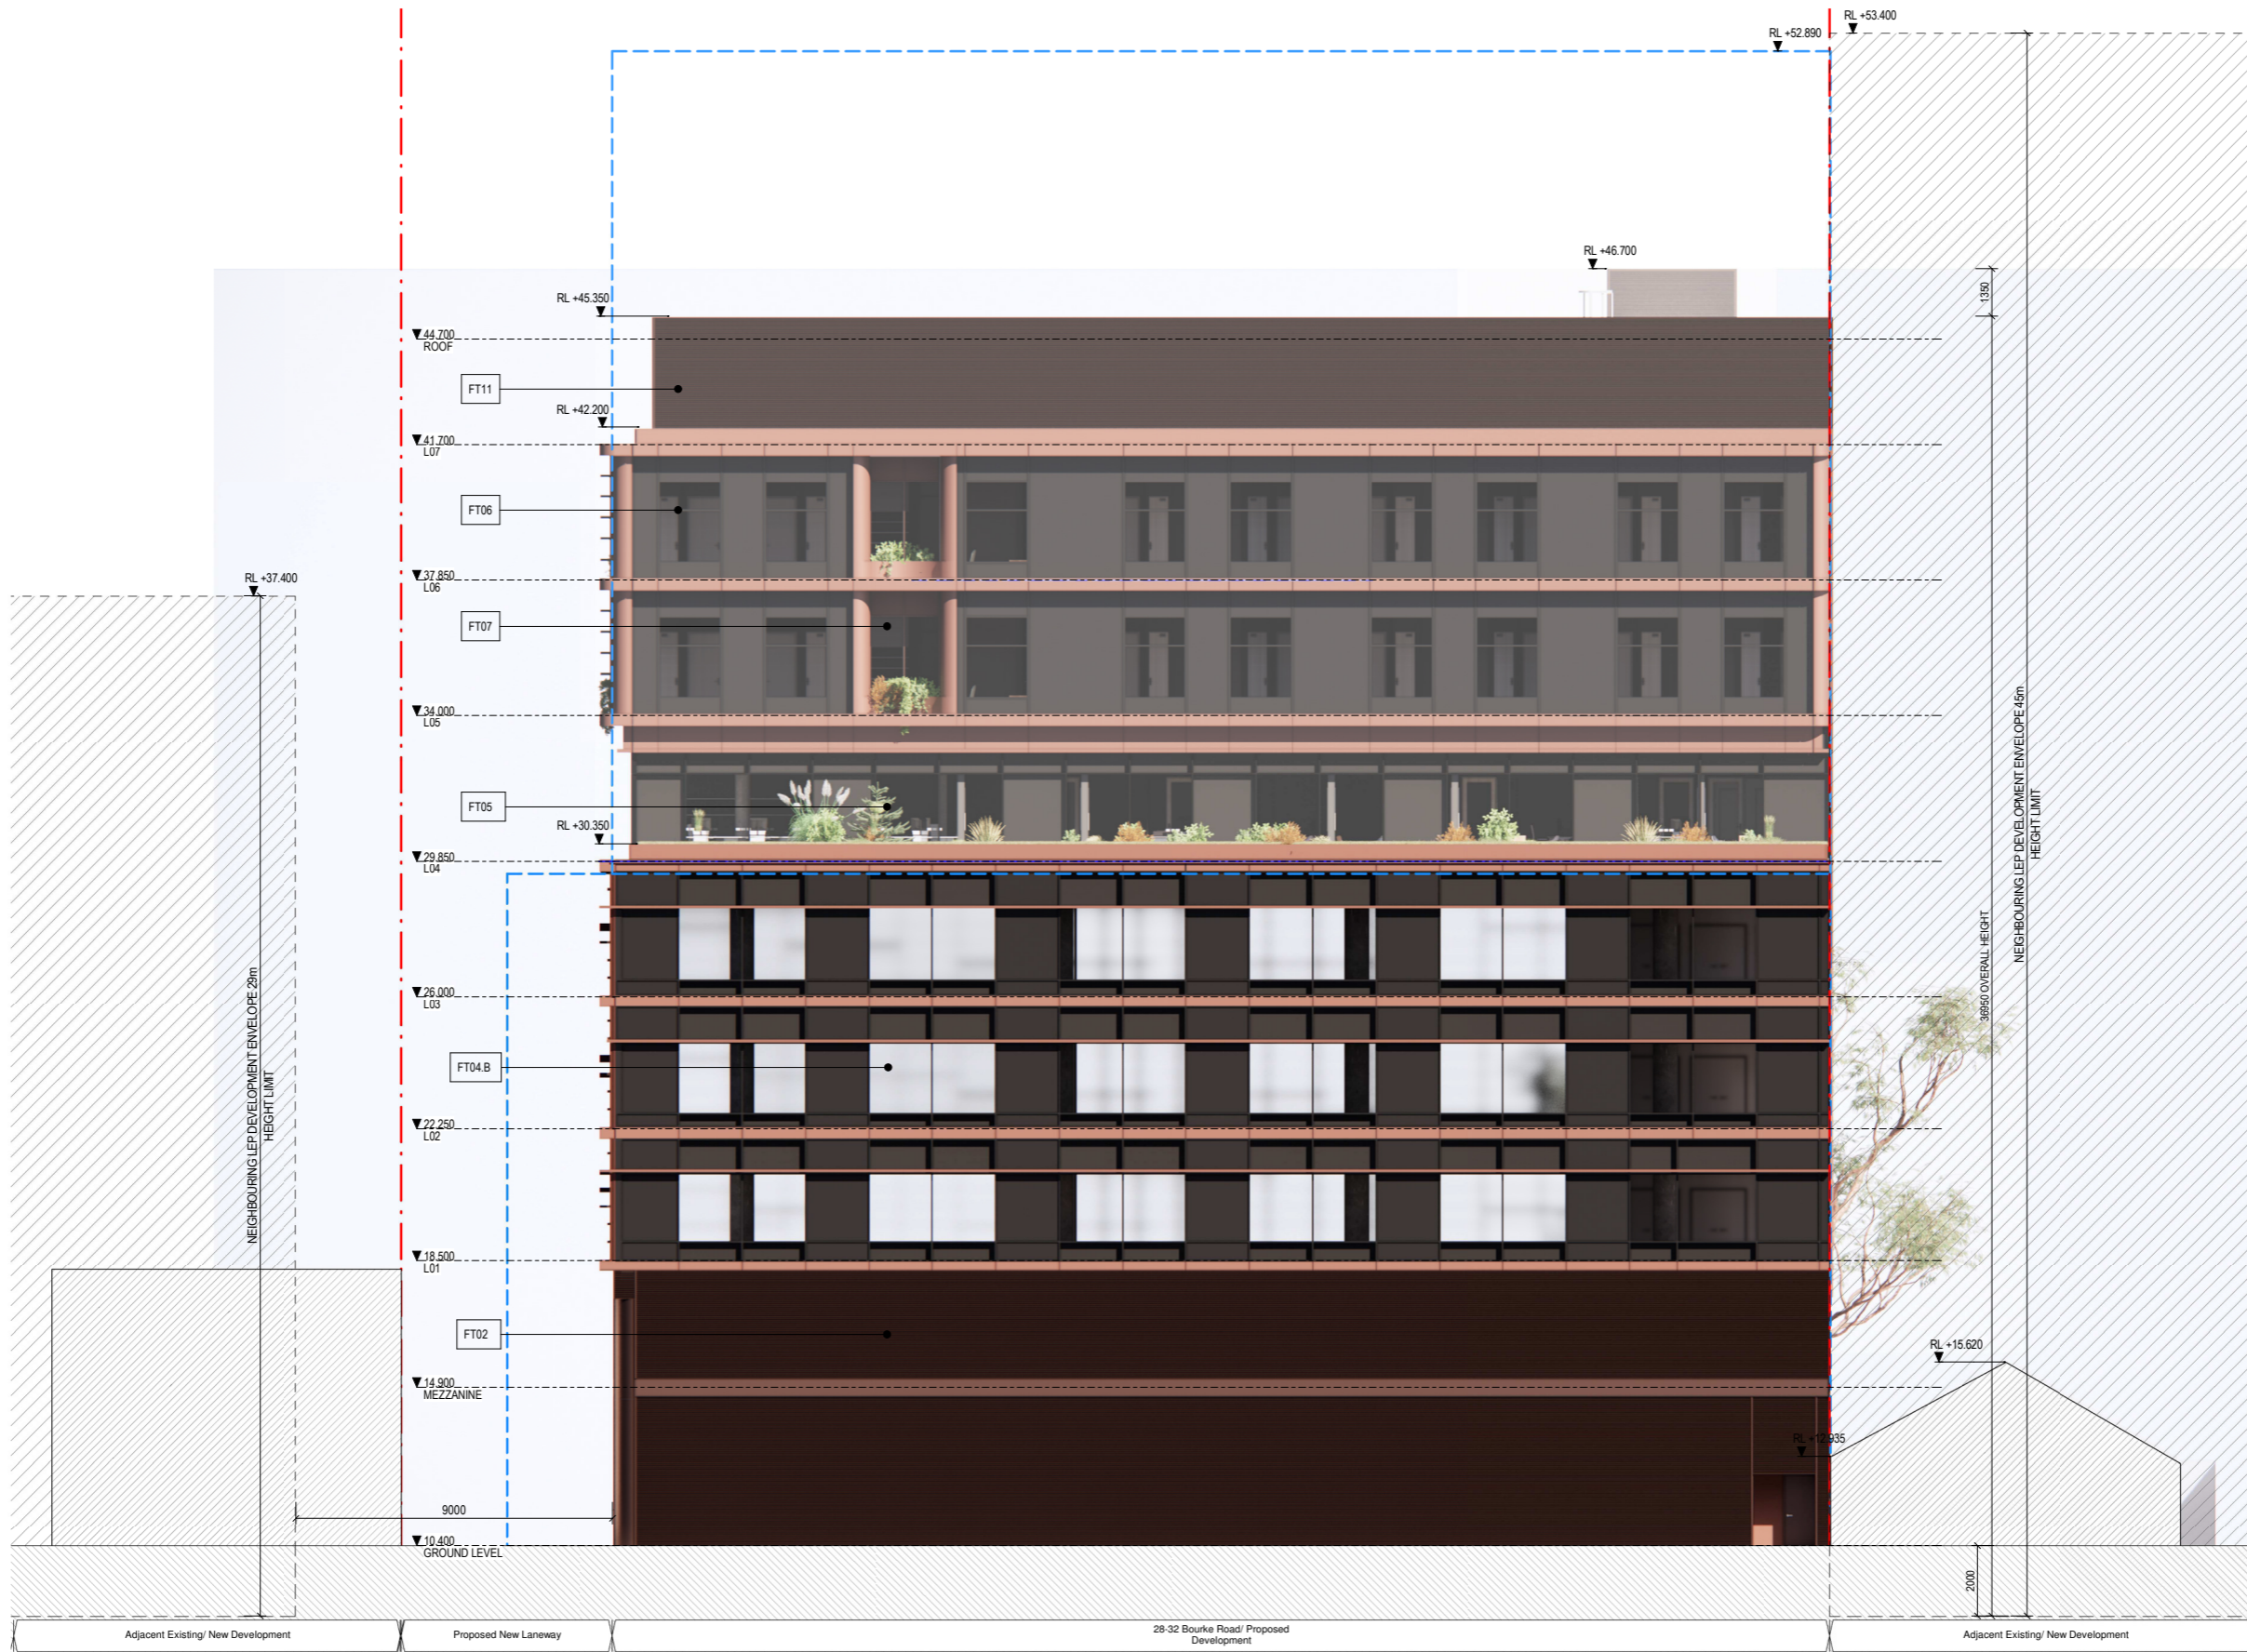 RL +53.400
RL +52.890
RL +46.700
RL +45.350
1350
44.700
ROOF
FT11
RL +42.200
41.700
L07
FT06
37.850
L06
RL +37.400
FT07
34.000
L05
FT05
RL +30.350
29.850
L04
NEIGHBOURING LEP DEVELOPMENT ENVELOPE 45m
HEIGHT LIMIT
36950 OVERALL HEIGHT
26.000
L03
NEIGHBOURING LEP DEVELOPMENT ENVELOPE 29m
HEIGHT LIMIT
FT04.B
22.250
L02
18.500
L01
FT02
RL +15.620
14.900
MEZZANINE
RL +12.935
9000
10.400
GROUND LEVEL
2000
Adjacent Existing/ New Development
Proposed New Laneway
28-32 Bourke Road/ Proposed
Development
Adjacent Existing/ New Development